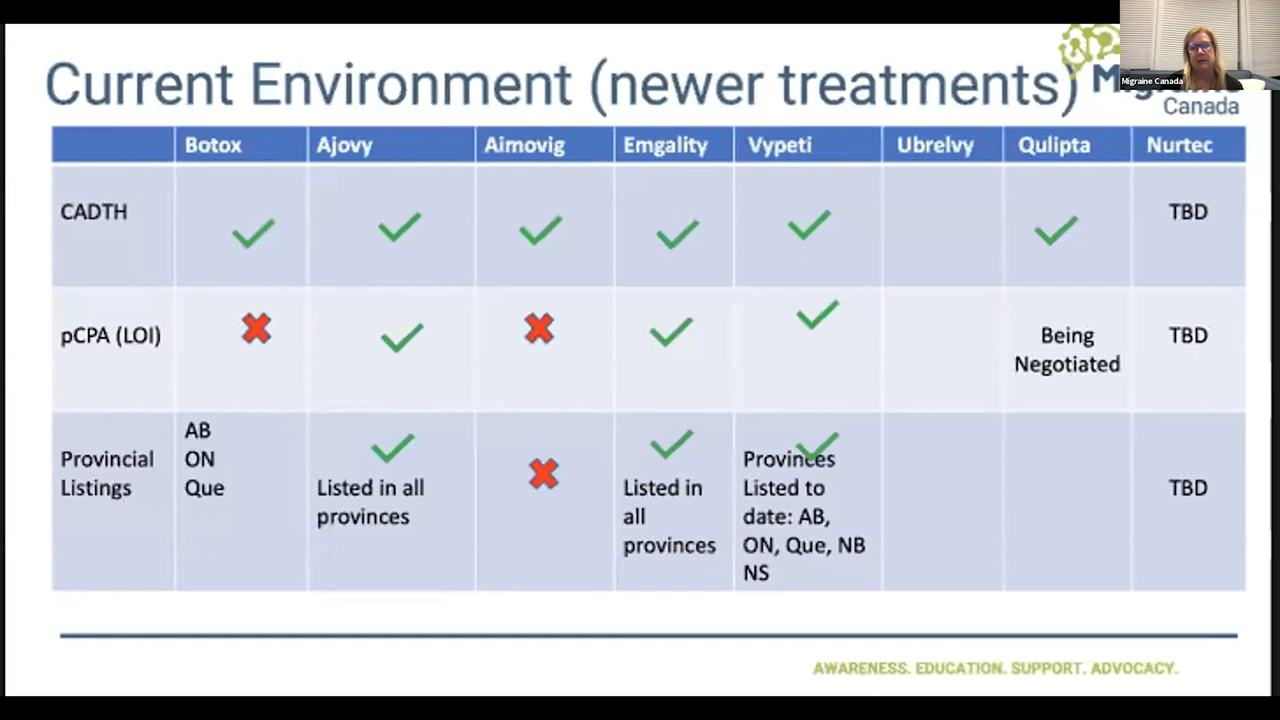 Current Environment (newer treatments)
Migraine Canada
Canada
Botox Ajovy Aimovig Emgality Vypeti Ubrelvy Qulipta Nurtec
CADTH TBD
pCPA (LOI) Being Negotiated TBD
Provincial Listings
AB
ON
Que
Listed in all
provinces
Listed in
all
provinces
Provinces
Listed to
date: AB,
ON, Que, NB
NS
TBD
AWARENESS. EDUCATION. SUPPORT. ADVOCACY.